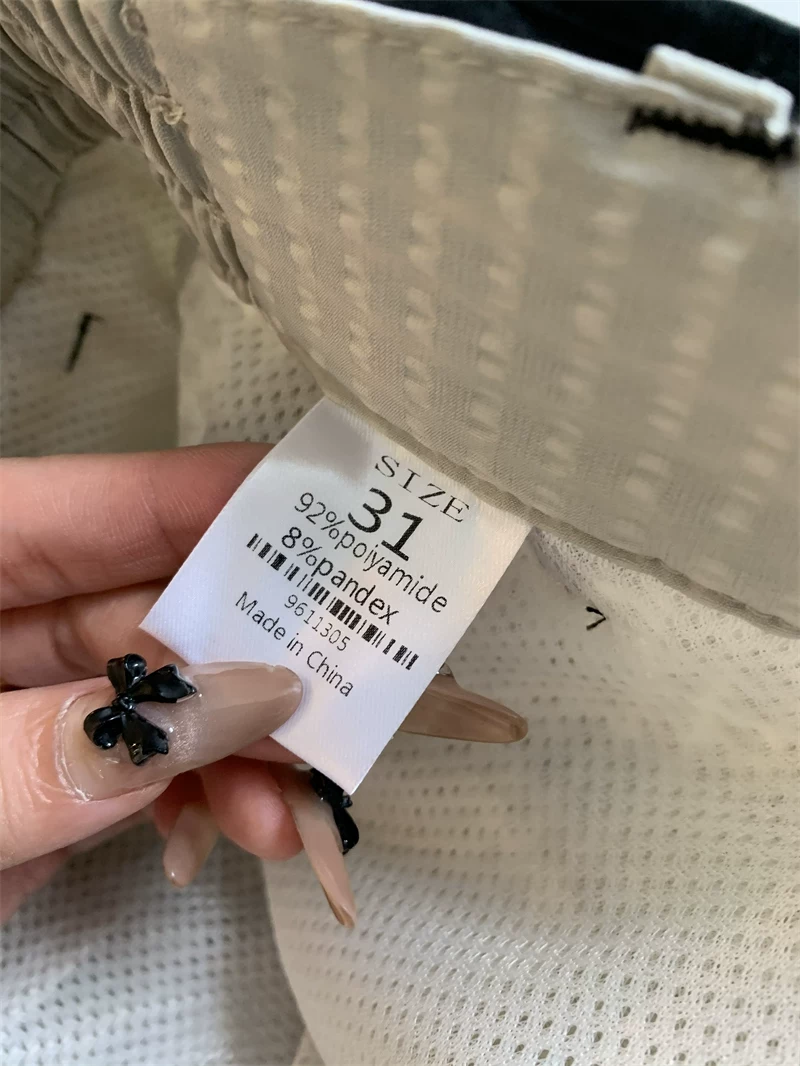 SIZE
31
92%poiyamide
8%pandex
9611305
Made in China